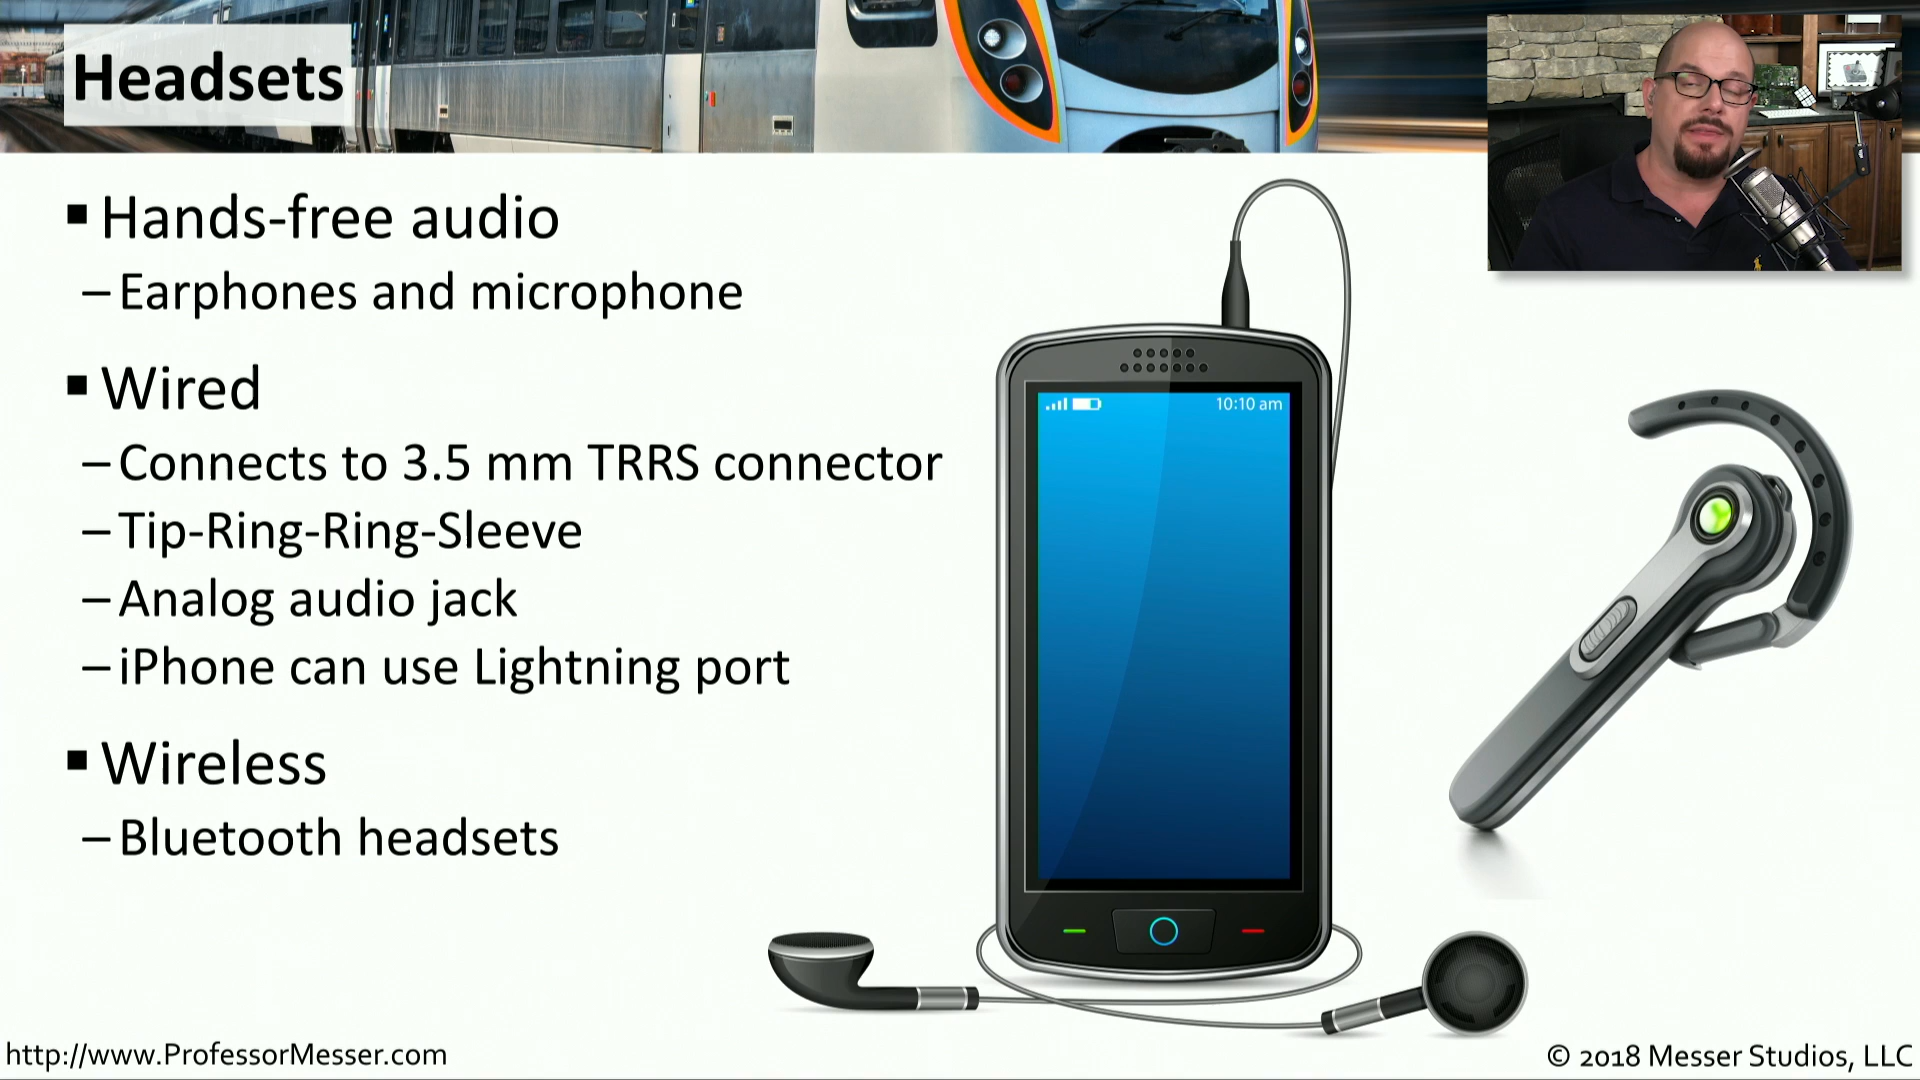 Headsets
▪ Hands-free audio
– Earphones and microphone
▪ Wired
– Connects to 3.5 mm TRRS connector
– Tip-Ring-Ring-Sleeve
– Analog audio jack
– iPhone can use Lightning port
▪ Wireless
– Bluetooth headsets
10:10 am
http://www.ProfessorMesser.com
© 2018 Messer Studios, LLC